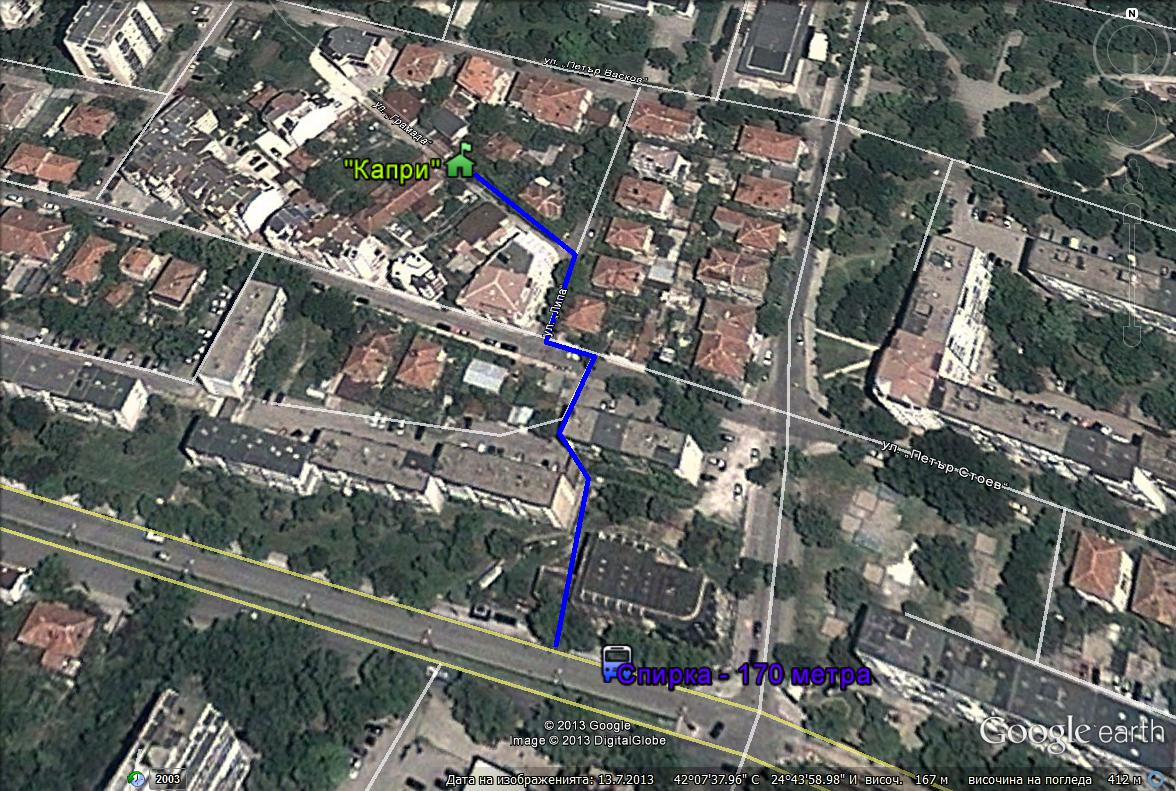 N
ул. „Петър Васков"
ул. „Грамада"
"Капри"
ул. „Липа"
ул. „Петър Стоев"
Спирка - 170 метра
© 2013 Google
Image © 2013 DigitalGlobe
Google earth
2003
Дата на изображенията: 13.7.2013 42°07'37.96" С 24°43'58.98" И височ. 167 м височина на погледа 412 м